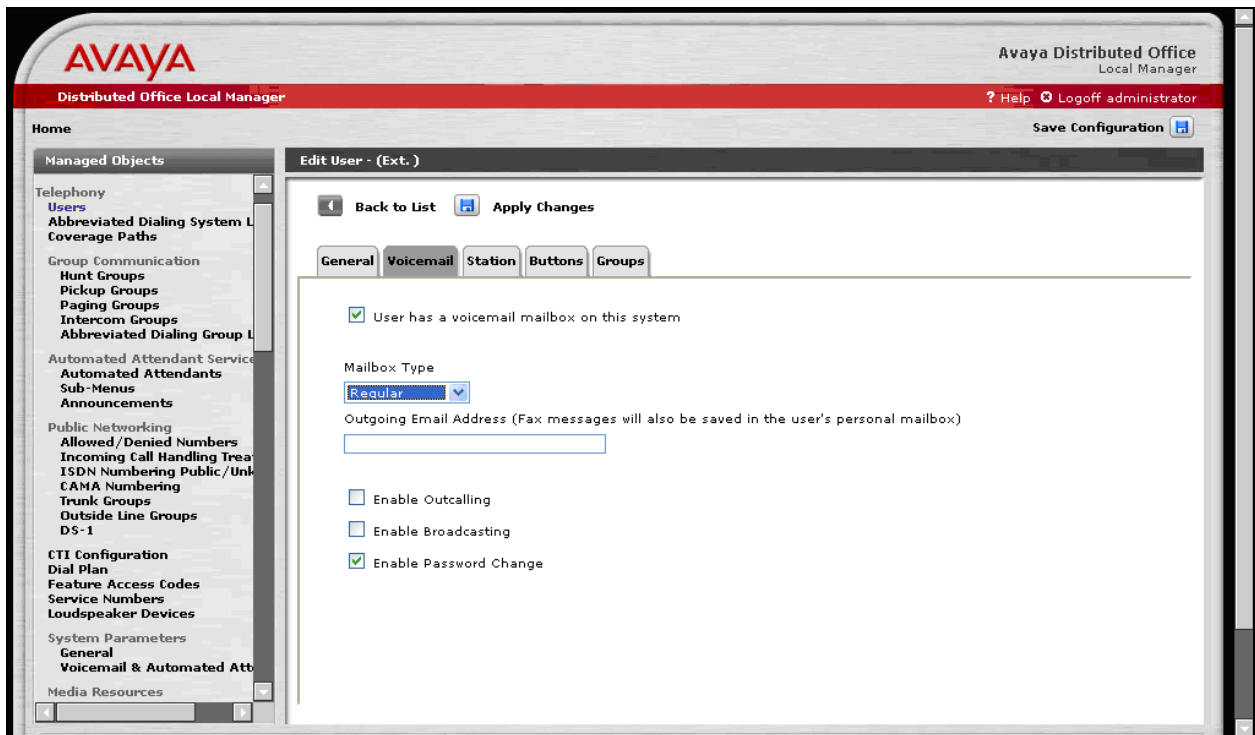 AVAYA
Avaya Distributed Office
Local Manager
Distributed Office Local Manager
? Help Logoff administrator
Home
Save Configuration
Managed Objects
Telephony
Users
Abbreviated Dialing System L
Coverage Paths
Group Communication
Hunt Groups
Pickup Groups
Paging Groups
Intercom Groups
Abbreviated Dialing Group L
Automated Attendant Service
Automated Attendants
Sub-Menus
Announcements
Public Networking
Allowed/Denied Numbers
Incoming Call Handling Trea
ISDN Numbering Public/Unk
CAMA Numbering
Trunk Groups
Outside Line Groups
DS-1
CTI Configuration
Dial Plan
Feature Access Codes
Service Numbers
Loudspeaker Devices
System Parameters
General
Voicemail & Automated Att
Media Resources
Edit User - (Ext. )
Back to List Apply Changes
General Voicemail Station Buttons Groups
User has a voicemail mailbox on this system
Mailbox Type
Regular
Outgoing Email Address (Fax messages will also be saved in the user's personal mailbox)
Enable Outcalling
Enable Broadcasting
Enable Password Change